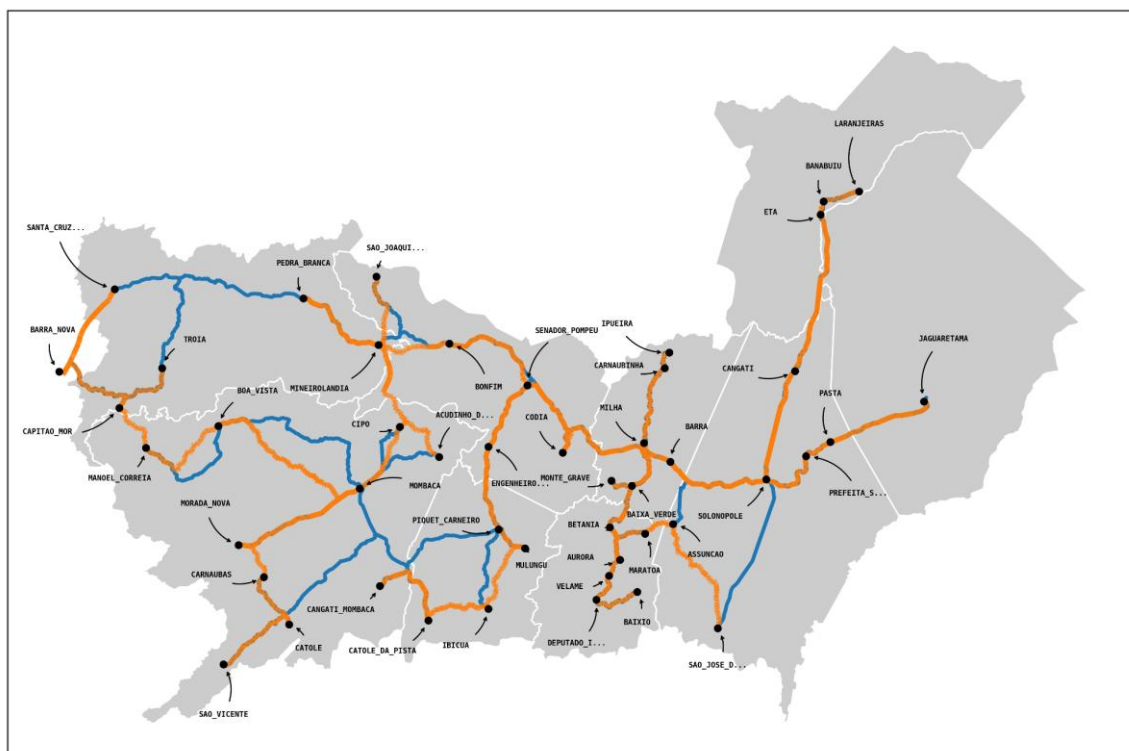 LARANJEIRAS
BANABUIU
ETA
SANTA_CRUZ...
SAO_JOAQUI...
PEDRA_BRANCA
IPUEIRA
BARRA_NOVA
SENADOR_POMPEU
TROIA
CARNAUBINHA
JAGUARETAMA
CANGATI
MINEIROLANDIA
BONFIM
BOA_VISTA
PASTA
ACUDINHO_D...
MILHA
CODIA
CIPO
CAPITAO_MOR
BARRA
MANOEL_CORREIA
MONTE_GRAVE
ENGENHEIRO...
MOMBACA
PREFEITA_S...
MORADA_NOVA
SOLONOPOLE
BAIXA_VERDE
PIQUET_CARNEIRO
BETANIA
ASSUNCAO
AURORA
MULUNGU
MARATOA
CARNAUBAS
VELAME
CANGATI_MOMBACA
BAIXIO
DEPUTADO_I...
IBICUA
CATOLE
CATOLE_DA_PISTA
SAO_JOSE_D...
SAO_VICENTE